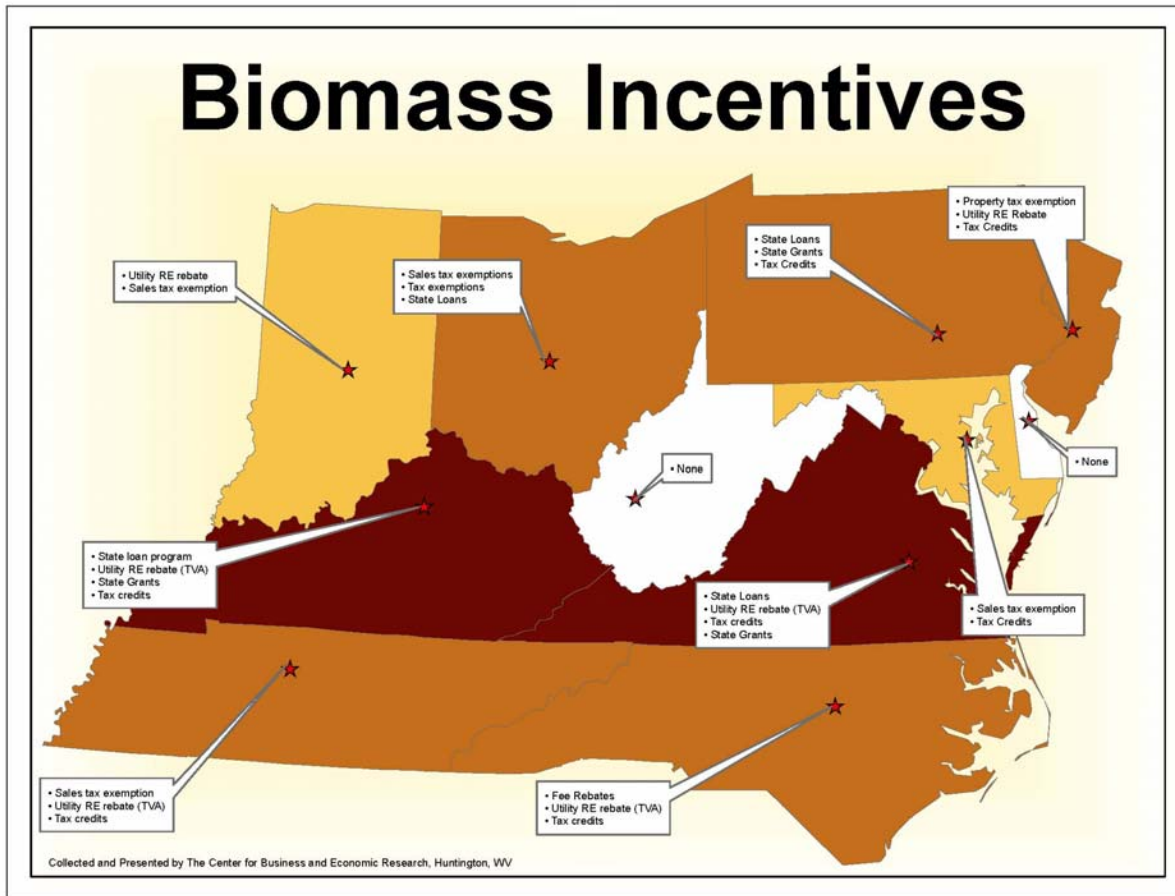 Biomass Incentives
• Property tax exemption
• Utility RE Rebate
• Tax Credits
• State Loans
• State Grants
• Tax Credits
• Utility RE rebate
• Sales tax exemption
• Sales tax exemptions
• Tax exemptions
• State Loans
• None
• None
• State loan program
• Utility RE rebate (TVA)
• State Grants
• Tax credits
• State Loans
• Utility RE rebate (TVA)
• Tax credits
• State Grants
• Sales tax exemption
• Tax Credits
• Sales tax exemption
• Utility RE rebate (TVA)
• Tax credits
• Fee Rebates
• Utility RE rebate (TVA)
• Tax credits
Collected and Presented by The Center for Business and Economic Research, Huntington, WV